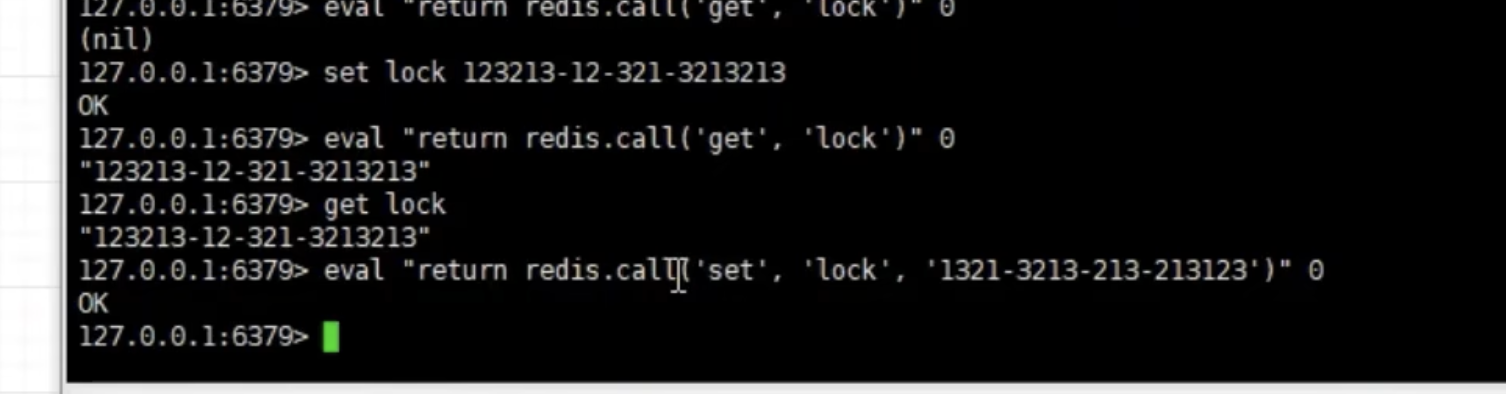 127.0.0.1:6379> eval "return redis.call('get', 'lock')" 0
(nil)
127.0.0.1:6379> set lock 123213-12-321-3213213
OK
127.0.0.1:6379> eval "return redis.call('get', 'lock')" 0
"123213-12-321-3213213"
127.0.0.1:6379> get lock
"123213-12-321-3213213"
127.0.0.1:6379> eval "return redis.call('set', 'lock', '1321-3213-213-213123')" 0
OK
127.0.0.1:6379>